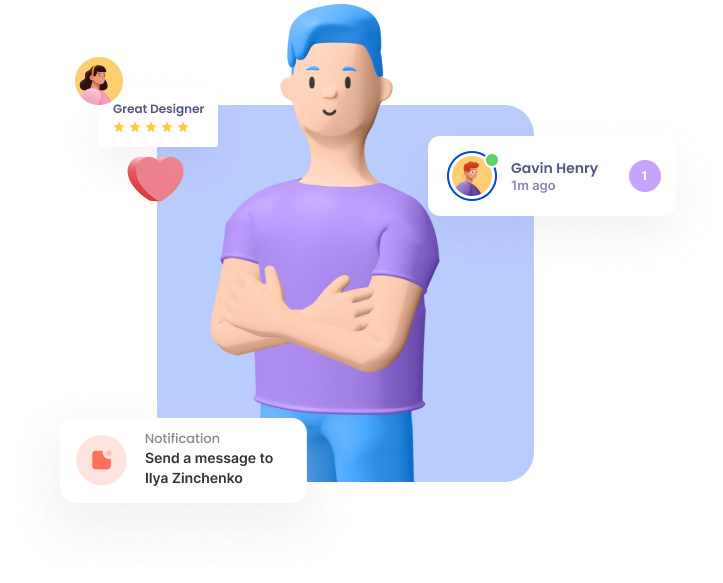 Great Designer
Gavin Henry
1m ago
1
Notification
Send a message to
Ilya Zinchenko